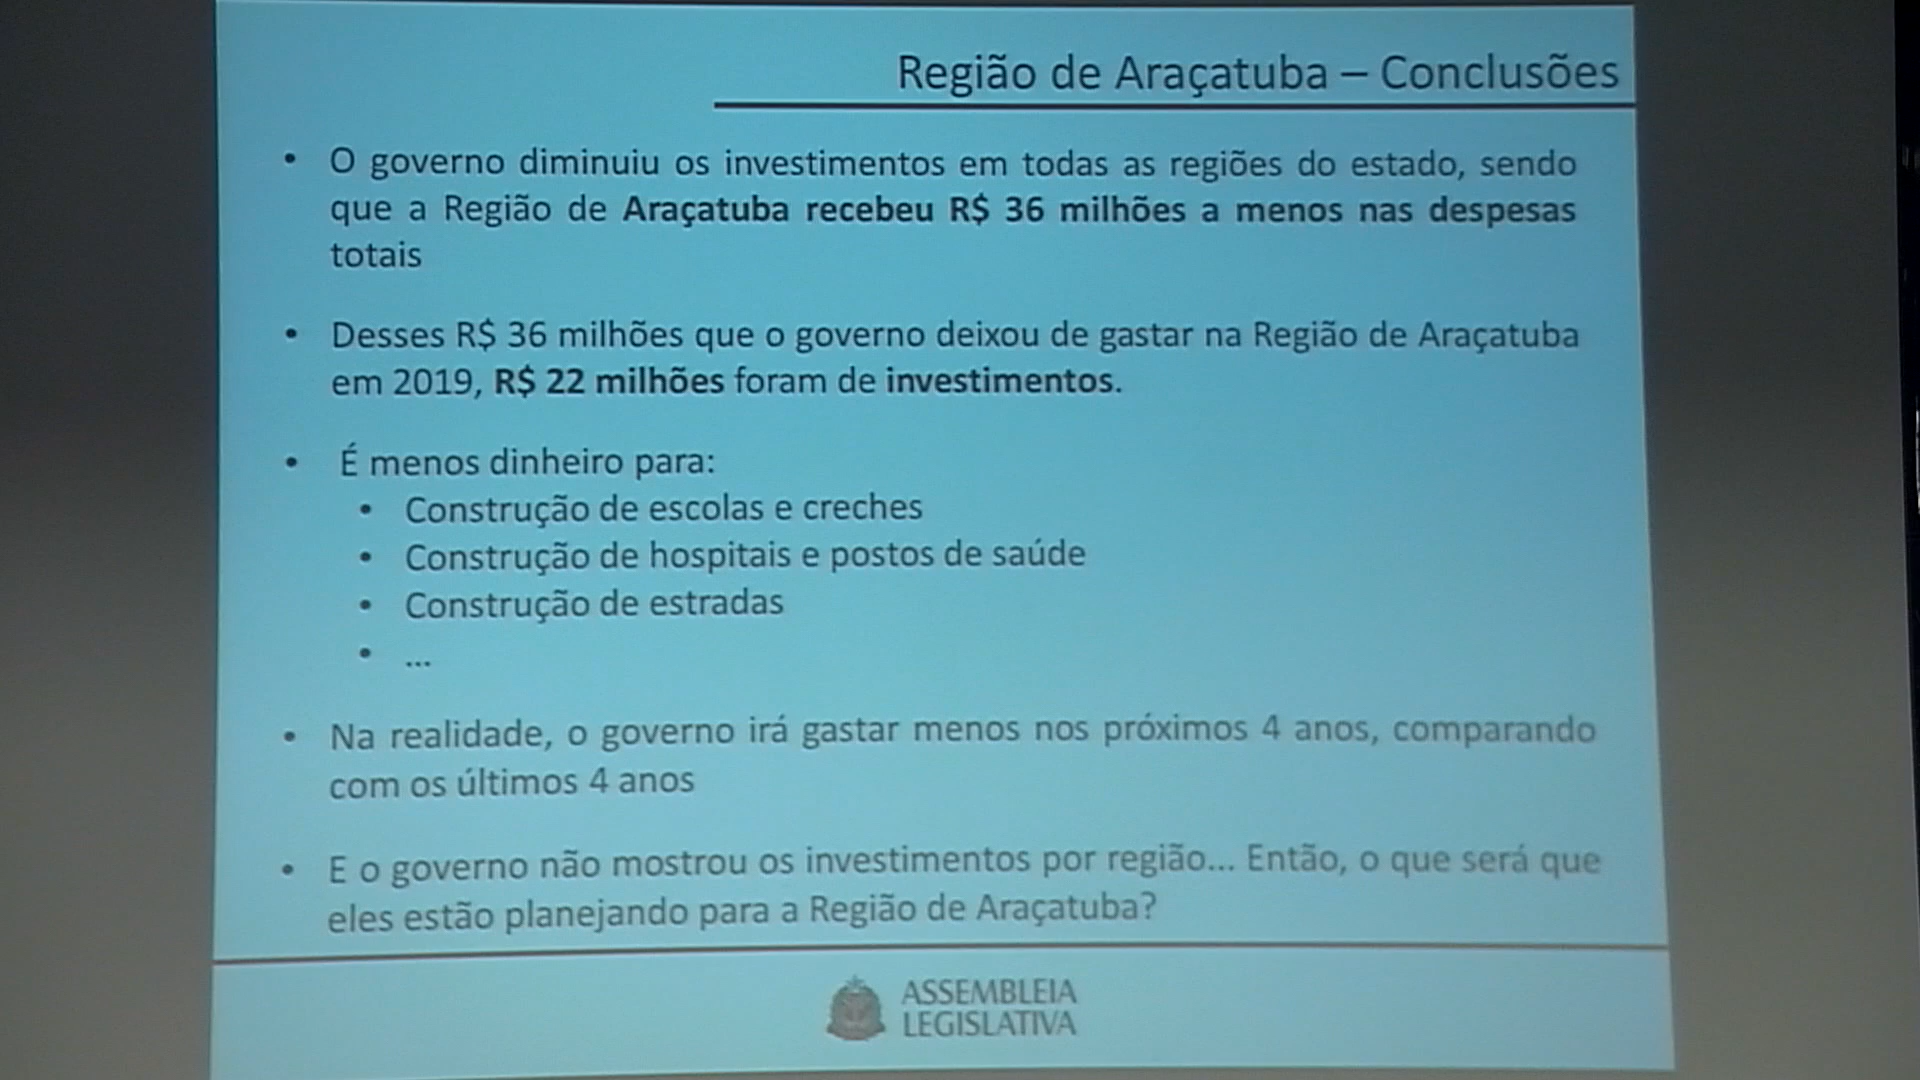 Região de Araçatuba – Conclusões
• O governo diminuiu os investimentos em todas as regiões do estado, sendo
que a Região de Araçatuba recebeu R$ 36 milhões a menos nas despesas
totais
• Desses R$ 36 milhões que o governo deixou de gastar na Região de Araçatuba
em 2019, R$ 22 milhões foram de investimentos.
• É menos dinheiro para:
• Construção de escolas e creches
• Construção de hospitais e postos de saúde
• Construção de estradas
• ...
• Na realidade, o governo irá gastar menos nos próximos 4 anos, comparando
com os últimos 4 anos
• E o governo não mostrou os investimentos por região... Então, o que será que
eles estão planejando para a Região de Araçatuba?
ASSEMBLEIA
LEGISLATIVA